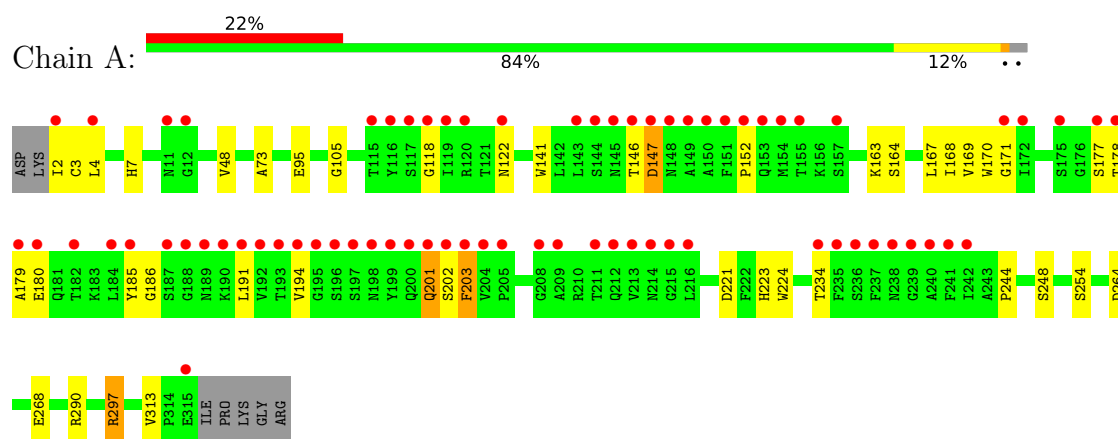 22%
Chain A:
84% 12% • •
ASP LYS I2 C3 L4 H7 N11 G12 V48 A73 E95 G105 T115 Y116 S117 G118 I119 R120 T121 N122 W141 L142 L143 S144 N145 T146 D147 N148 A149 A150 F151 P152 Q153 M154 T155 K156 S157 K163 S164 L167 I168 V169 W170 G171 I172 S175 G176 S177 T178
A179 E180 Q181 T182 K183 L184 Y185 G186 S187 G188 N189 K190 L191 V192 T193 V194 G195 S196 S197 N198 Y199 Q200 Q201 S202 F203 V204 P205 G208 A209 R210 T211 Q212 V213 N214 G215 L216 D221 F222 H223 W224 T234 F235 S236 F237 N238 G239 A240 F241 I242 A243 P244 S248 S254
E268 R290 R297 V313 P314 E315 ILE PRO LYS GLY ARG